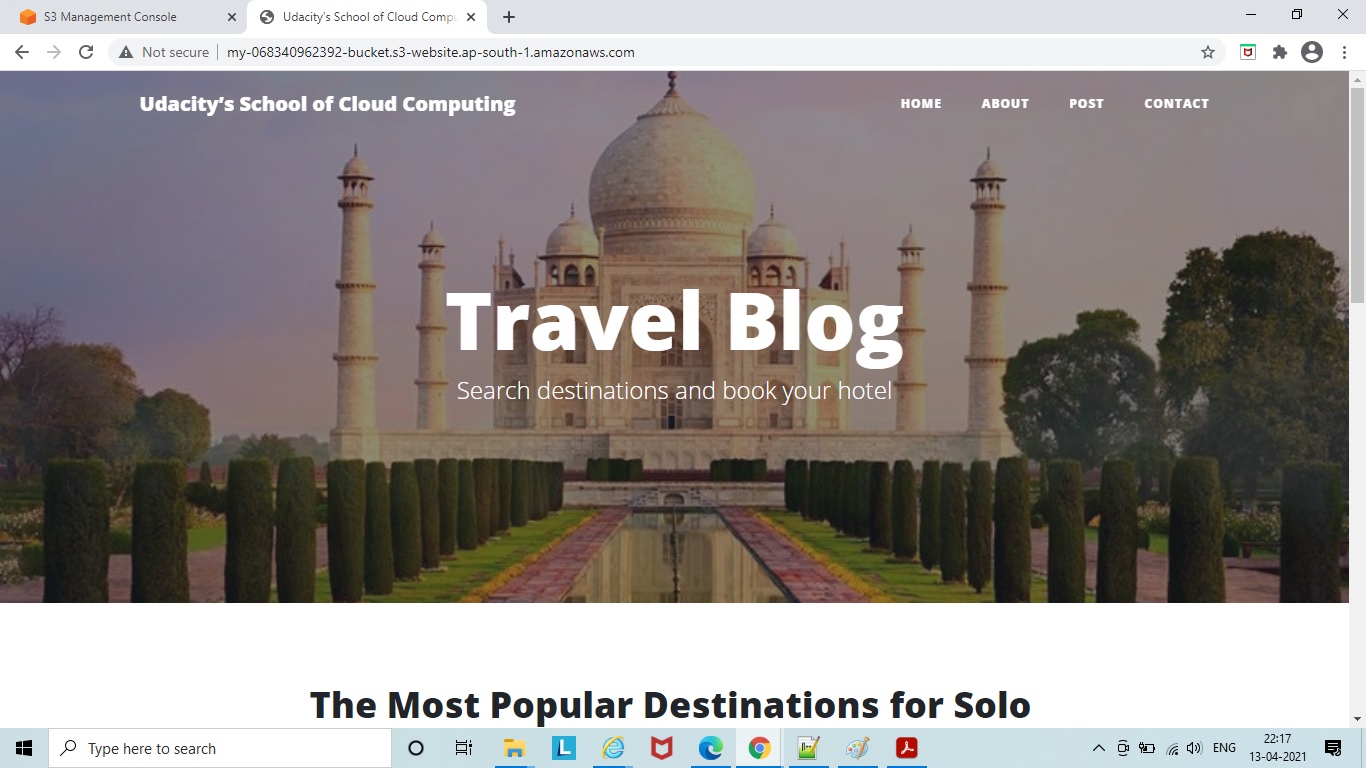 S3 Management Console
Udacity's School of Cloud Compu
Not secure
my-068340962392-bucket.s3-website.ap-south-1.amazonaws.com
Udacity’s School of Cloud Computing
HOME ABOUT POST CONTACT
Travel Blog
Search destinations and book your hotel
The Most Popular Destinations for Solo
Type here to search
ENG
22:17
13-04-2021